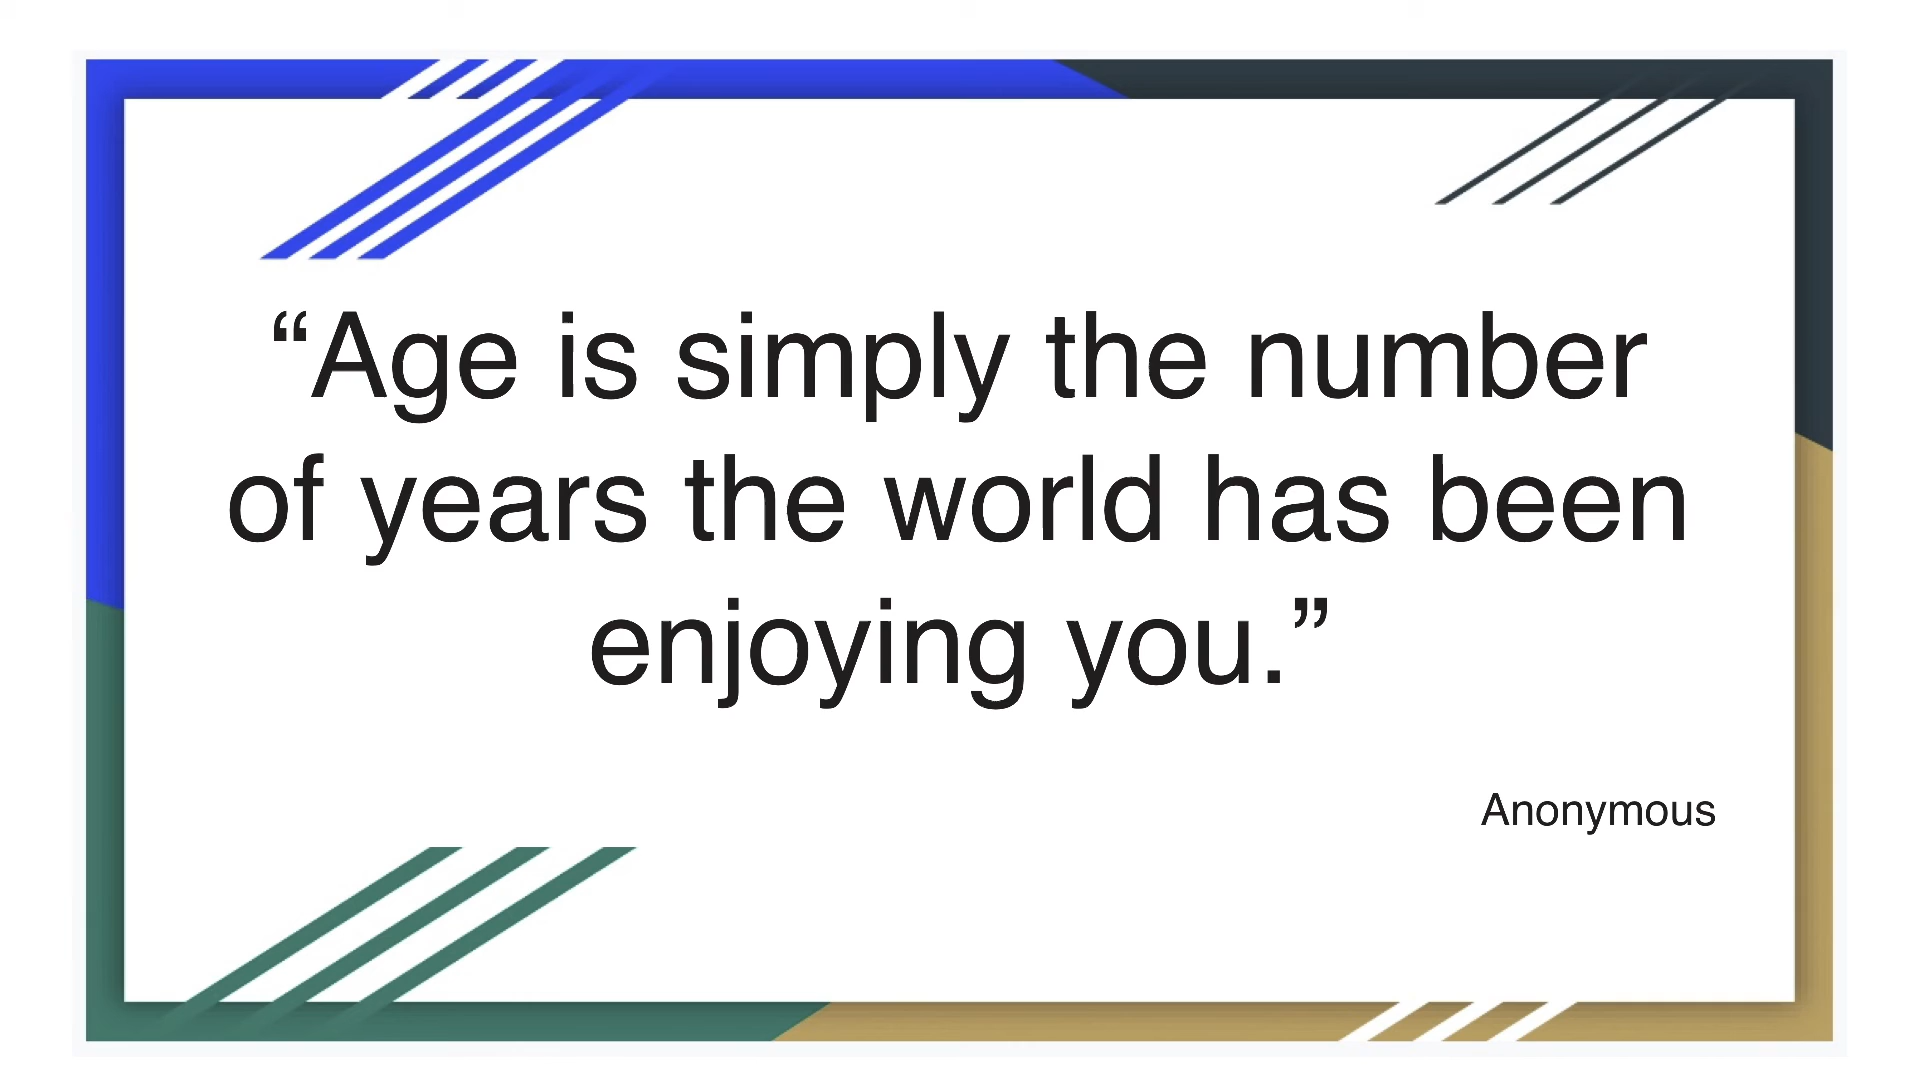 “Age is simply the number
of years the world has been
enjoying you.”
Anonymous